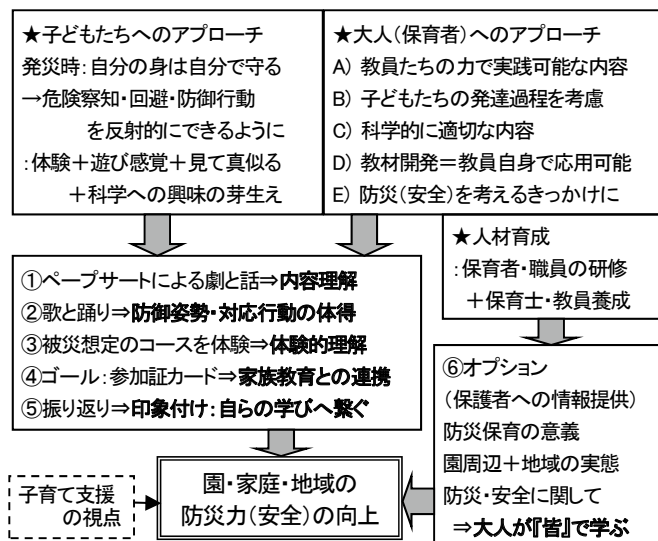 ★子どもたちへのアプローチ
発災時：自分の身は自分で守る
→危険察知・回避・防御行動
を反射的にできるように
：体験＋遊び感覚＋見て真似る
＋科学への興味の芽生え
★大人（保育者）へのアプローチ
A) 教員たちの力で実践可能な内容
B) 子どもたちの発達過程を考慮
C) 科学的に適切な内容
D) 教材開発＝教員自身で応用可能
E) 防災（安全）を考えるきっかけに
★人材育成
：保育者・職員の研修
＋保育士・教員養成
①ペープサートによる劇と話⇒内容理解
②歌と踊り⇒防御姿勢・対応行動の体得
③被災想定のコースを体験⇒体験的理解
④ゴール：参加証カード⇒家族教育との連携
⑤振り返り⇒印象付け：自らの学びへ繋ぐ
⑥オプション
（保護者への情報提供）
防災保育の意義
園周辺＋地域の実態
防災・安全に関して
⇒大人が『皆』で学ぶ
子育て支援
の視点
園・家庭・地域の
防災力（安全）の向上